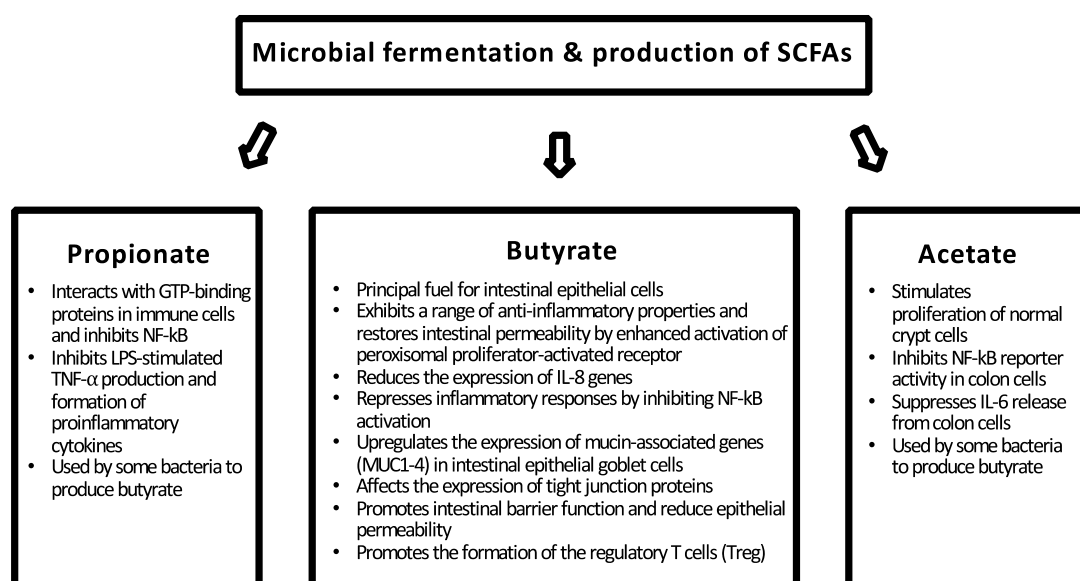 Microbial fermentation & production of SCFAs
Propionate
• Interacts with GTP-binding
proteins in immune cells
and inhibits NF-kB
• Inhibits LPS-stimulated
TNF-α production and
formation of
proinflammatory
cytokines
• Used by some bacteria to
produce butyrate
Butyrate
• Principal fuel for intestinal epithelial cells
• Exhibits a range of anti-inflammatory properties and
restores intestinal permeability by enhanced activation of
peroxisomal proliferator-activated receptor
• Reduces the expression of IL-8 genes
• Represses inflammatory responses by inhibiting NF-kB
activation
• Upregulates the expression of mucin-associated genes
(MUC1-4) in intestinal epithelial goblet cells
• Affects the expression of tight junction proteins
• Promotes intestinal barrier function and reduce epithelial
permeability
• Promotes the formation of the regulatory T cells (Treg)
Acetate
• Stimulates
proliferation of normal
crypt cells
• Inhibits NF-kB reporter
activity in colon cells
• Suppresses IL-6 release
from colon cells
• Used by some bacteria
to produce butyrate